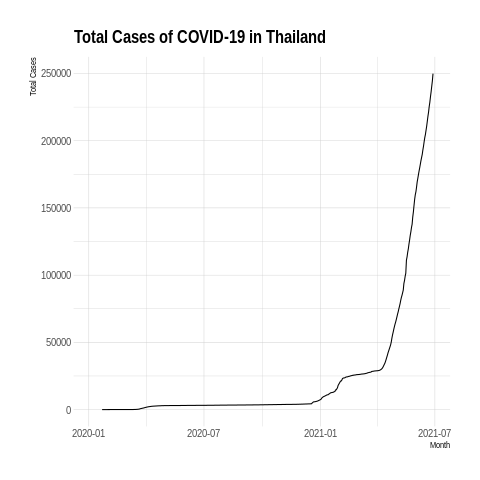 Total Cases of COVID-19 in Thailand
Total Cases
250000
200000
150000
100000
50000
0
2020-01 2020-07 2021-01 2021-07
Month